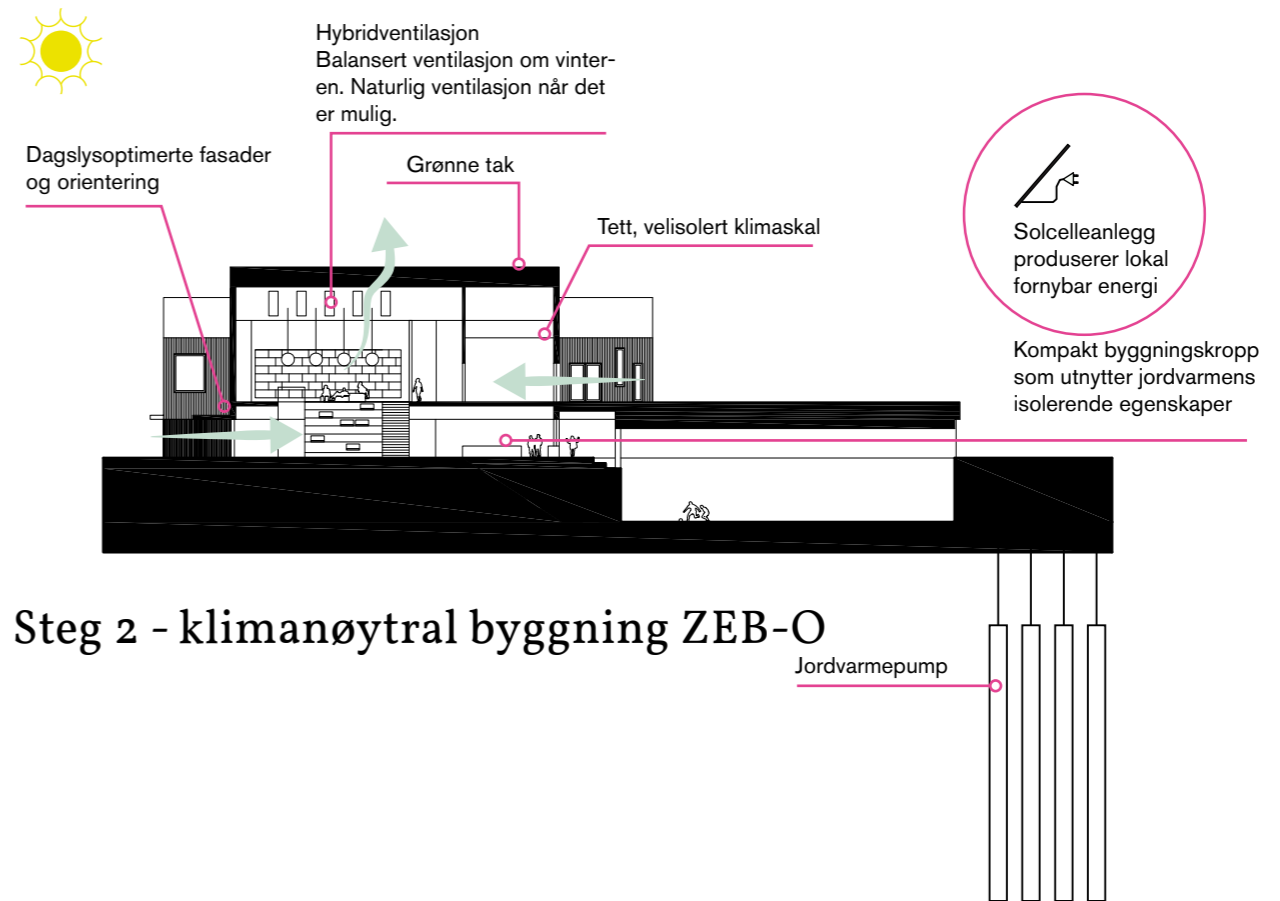 Hybridventilasjon
Balansert ventilasjon om vinter-
en. Naturlig ventilasjon når det
er mulig.
Dagslysoptimerte fasader
og orientering
Grønne tak
Tett, velisolert klimaskal
Solcelleanlegg
produserer lokal
fornybar energi
Kompakt byggningskropp
som utnytter jordvarmens
isolerende egenskaper
Steg 2 - klimanøytral byggning ZEB-O
Jordvarmepump